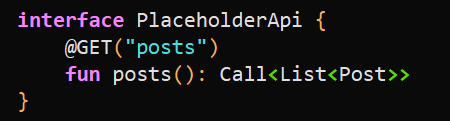 interface PlaceholderApi {
    @GET("posts")
    fun posts(): Call<List<Post>>
}